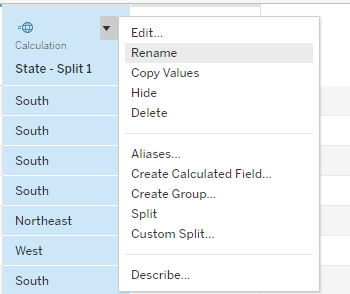 Calculation
State - Split 1
South
South
South
South
Northeast
West
South
Edit...
Rename
Copy Values
Hide
Delete
Aliases...
Create Calculated Field...
Create Group...
Split
Custom Split...
Describe...